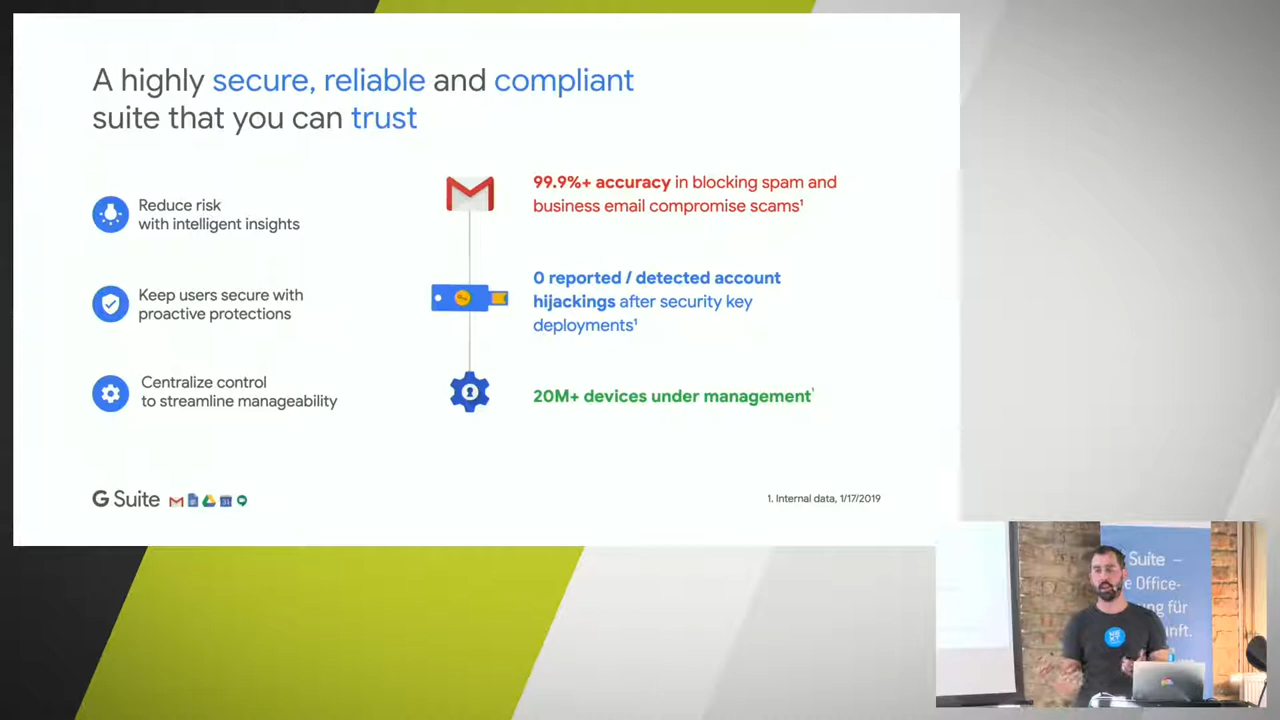 A highly secure, reliable and compliant
suite that you can trust
Reduce risk
with intelligent insights
Keep users secure with
proactive protections
Centralize control
to streamline manageability
99.9%+ accuracy in blocking spam and
business email compromise scams¹
0 reported / detected account
hijackings after security key
deployments¹
20M+ devices under management¹
G Suite
31
1. Internal data, 1/17/2019
Suite –
Office-
ung für
unft.